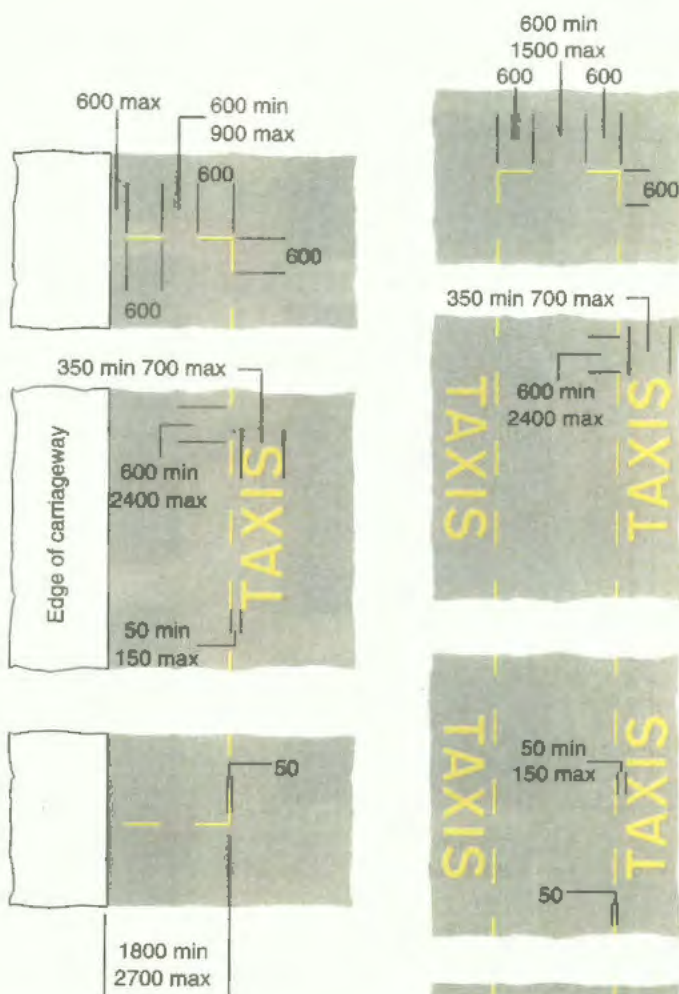 600 max
600 min
900 max
600
600
600
350 min 700 max
600 min
2400 max
TAXIS
Edge of carriageway
50 min
150 max
50
1800 min
2700 max
600 min
1500 max
600 600
600
350 min 700 max
600 min
2400 max
TAXIS
TAXIS
50 min
150 max
TAXIS
TAXIS
50